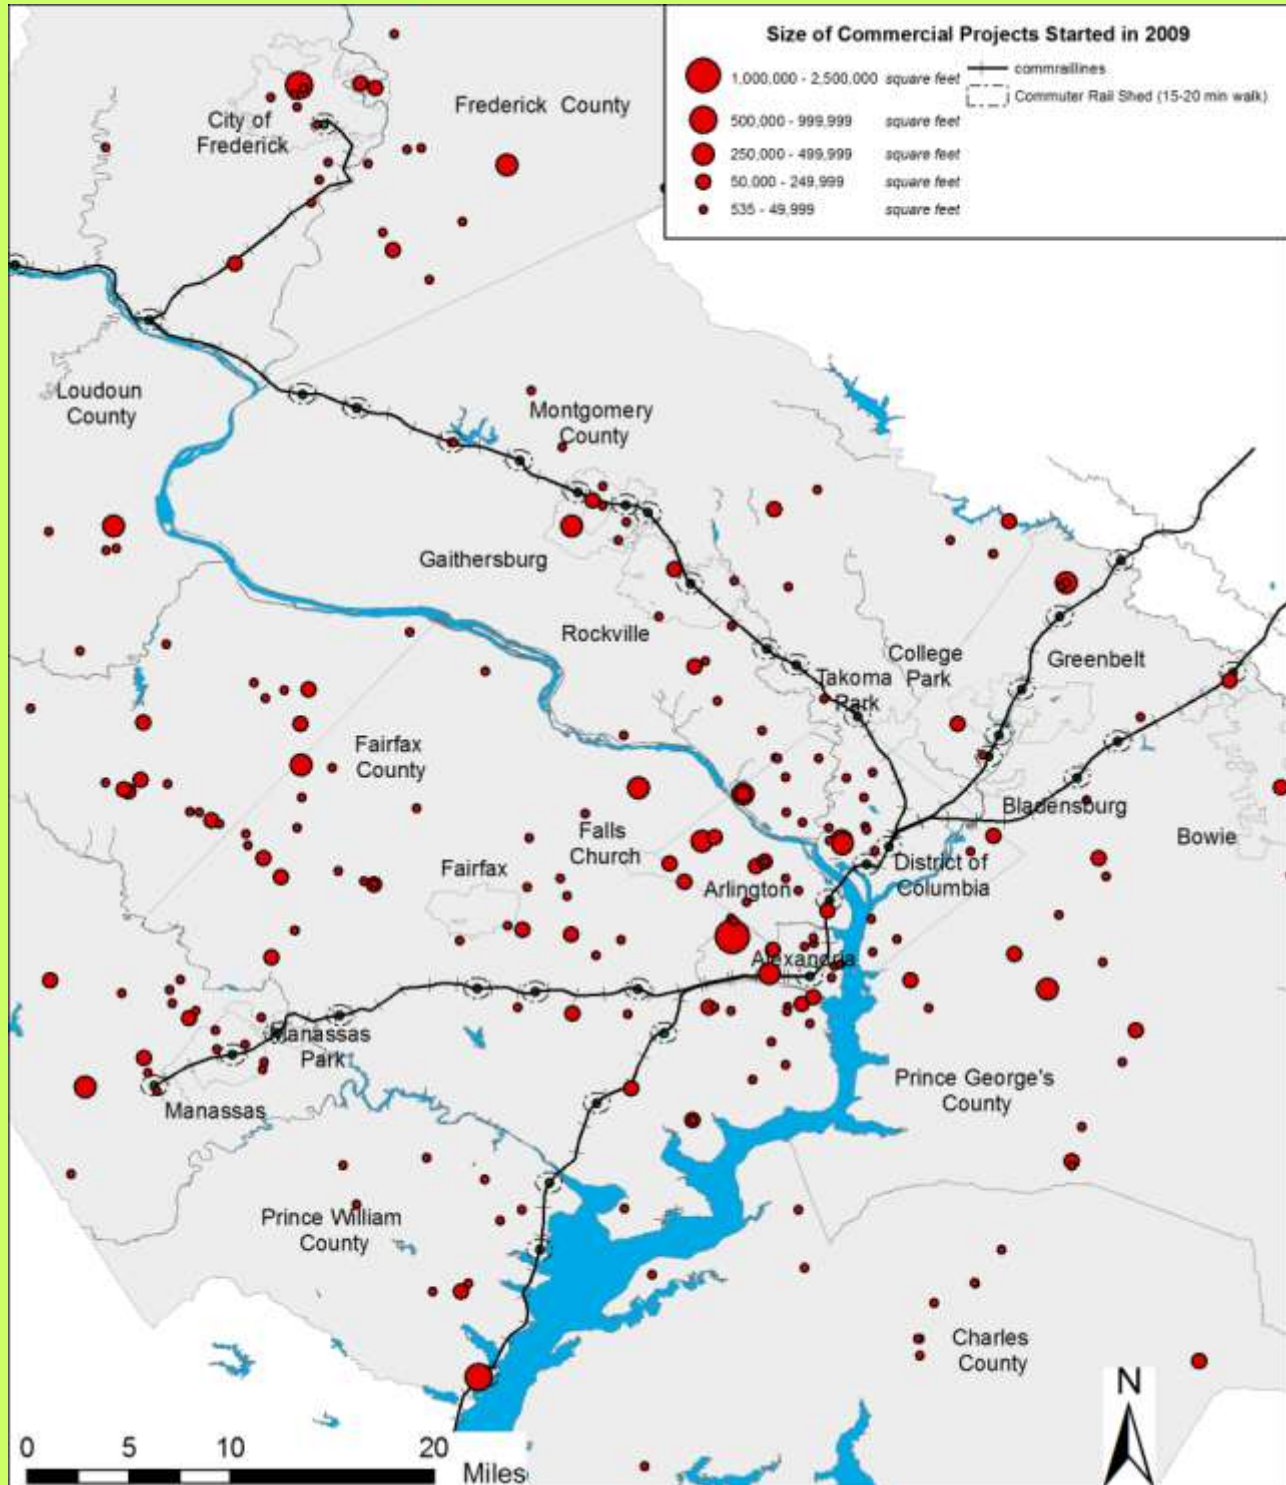 Size of Commercial Projects Started in 2009
1,000,000 - 2,500,000 square feet
500,000 - 999,999 square feet
250,000 - 499,999 square feet
50,000 - 249,999 square feet
535 - 49,999 square feet
commraillines
Commuter Rail Shed (15-20 min walk)
Frederick County
City of
Frederick
Loudoun
County
Montgomery
County
Gaithersburg
Rockville
College
Park
Greenbelt
Takoma
Park
Fairfax
County
Bladensburg
Falls
Church
Bowie
Fairfax
District of
Columbia
Arlington
Alexandria
Manassas
Park
Manassas
Prince George's
County
Prince William
County
Charles
County
N
0 5 10 20
Miles